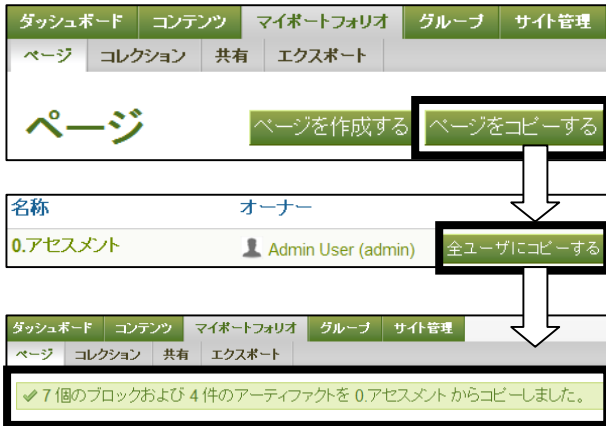 ダッシュボード コンテンツ マイポートフォリオ グループ サイト管理
ページ コレクション 共有 エクスポート
ページ ページを作成する ページをコピーする
名称 オーナー
0.アセスメント Admin User (admin) 全ユーザにコピーする
ダッシュボード コンテンツ マイポートフォリオ グループ サイト管理
ページ コレクション 共有 エクスポート
7 個のブロックおよび 4 件のアーティファクトを 0.アセスメント からコピーしました。